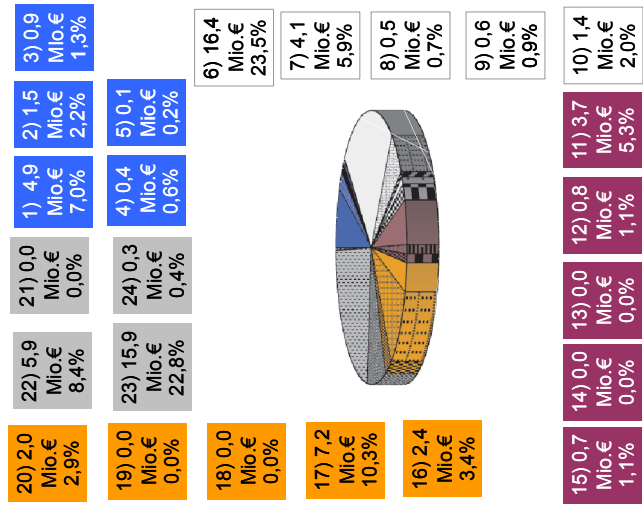 20) 2,0
Mio.€
2,9%
22) 5,9
Mio.€
8,4%
21) 0,0
Mio.€
0,0%
1) 4,9
Mio.€
7,0%
2) 1,5
Mio.€
2,2%
3) 0,9
MIo.€
1,3%
19) 0,0
Mio.€
0,0%
23) 15,9
Mio.€
22,8%
24) 0,3
Mio.€
0,4%
4) 0,4
Mio.€
0,6%
5) 0,1
Mio.€
0,2%
18) 0,0
Mio.€
0,0%
6) 16,4
Mio.€
23,5%
17) 7,2
Mio.€
10,3%
7) 4,1
Mio.€
5,9%
16) 2,4
Mio.€
3,4%
8) 0,5
Mio.€
0,7%
9) 0,6
Mio.€
0,9%
15) 0,7
Mio.€
1,1%
14) 0,0
Mio.€
0,0%
13) 0,0
Mio.€
0,0%
12) 0,8
Mio.€
1,1%
11) 3,7
Mio.€
5,3%
10) 1,4
Mio.€
2,0%